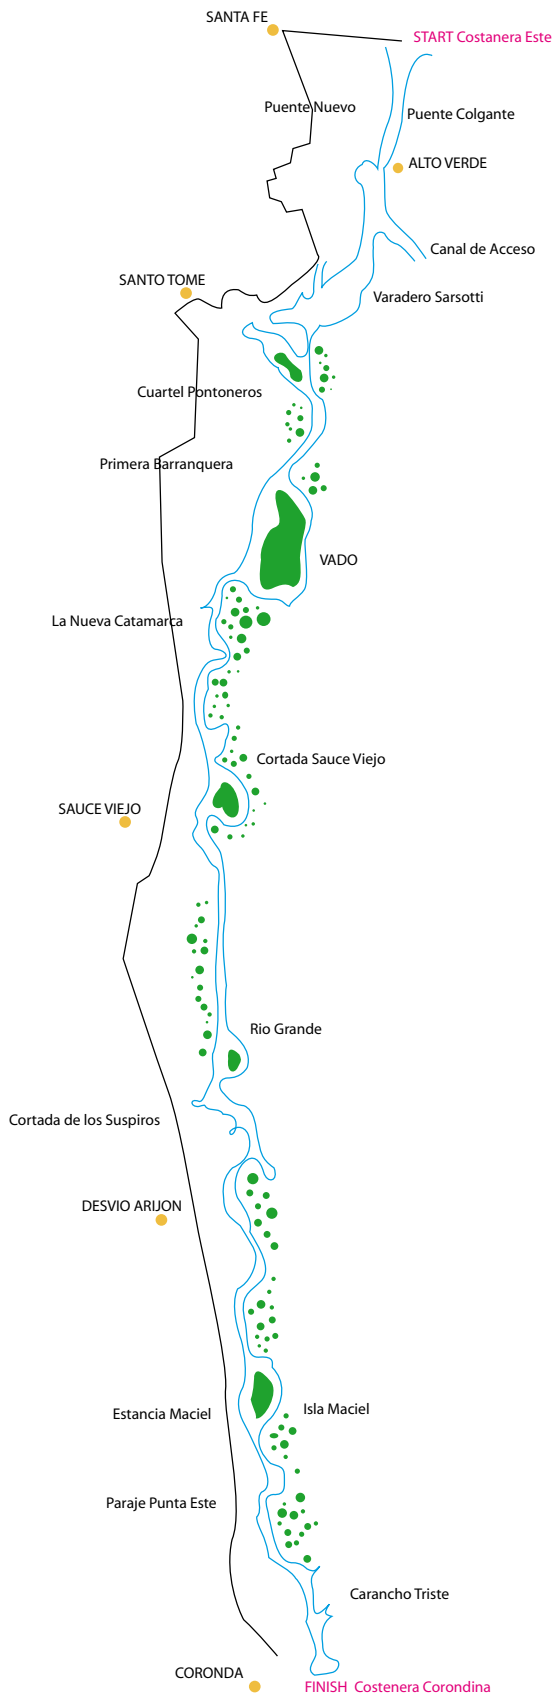 SANTA FE
START Costanera Este
Puente Nuevo
Puente Colgante
ALTO VERDE
Canal de Acceso
SANTO TOME
Varadero Sarsotti
Cuartel Pontoneros
Primera Barranquera
VADO
La Nueva Catamarca
Cortada Sauce Viejo
SAUCE VIEJO
Rio Grande
Cortada de los Suspiros
DESVIO ARIJON
Isla Maciel
Estancia Maciel
Paraje Punta Este
Carancho Triste
CORONDA
FINISH Costenera Corondina